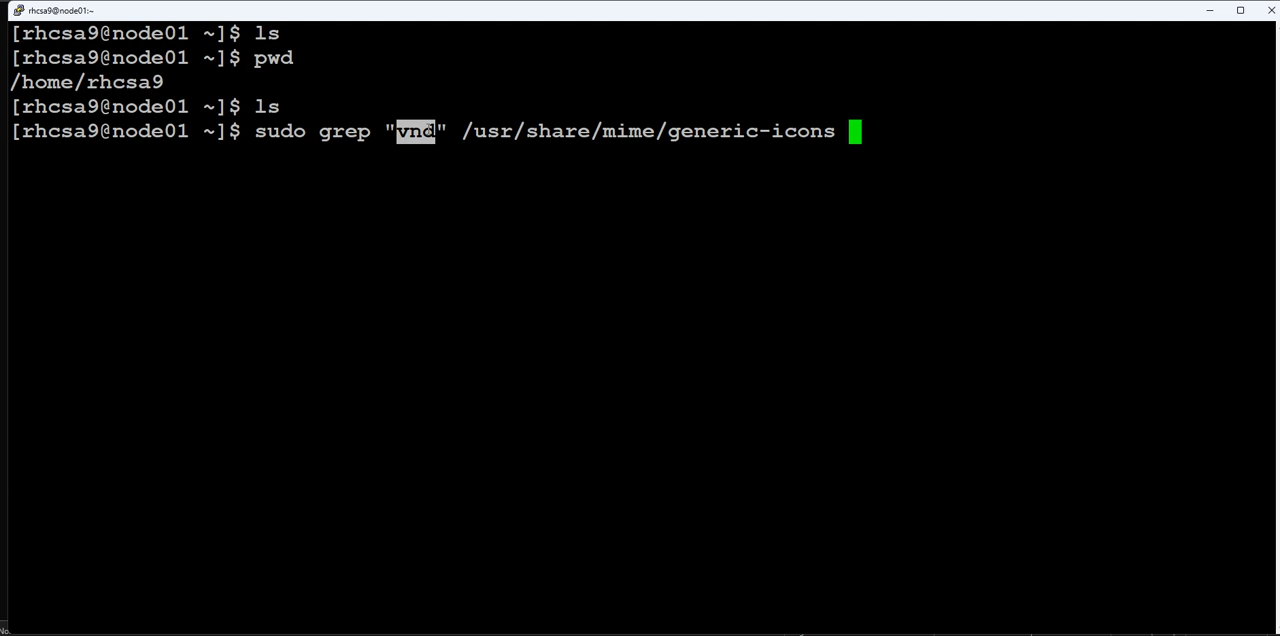 rhcsa9@node01:~
[rhcsa9@node01 ~]$ ls
[rhcsa9@node01 ~]$ pwd
/home/rhcsa9
[rhcsa9@node01 ~]$ ls
[rhcsa9@node01 ~]$ sudo grep "vnd" /usr/share/mime/generic-icons
No